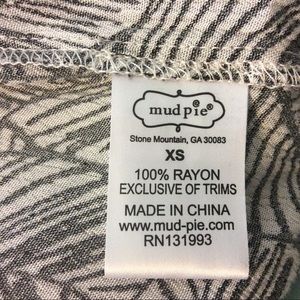 mud pie®
Stone Mountain, GA 30083
XS
100% RAYON
EXCLUSIVE OF TRIMS
MADE IN CHINA
www.mud-pie.com
RN131993